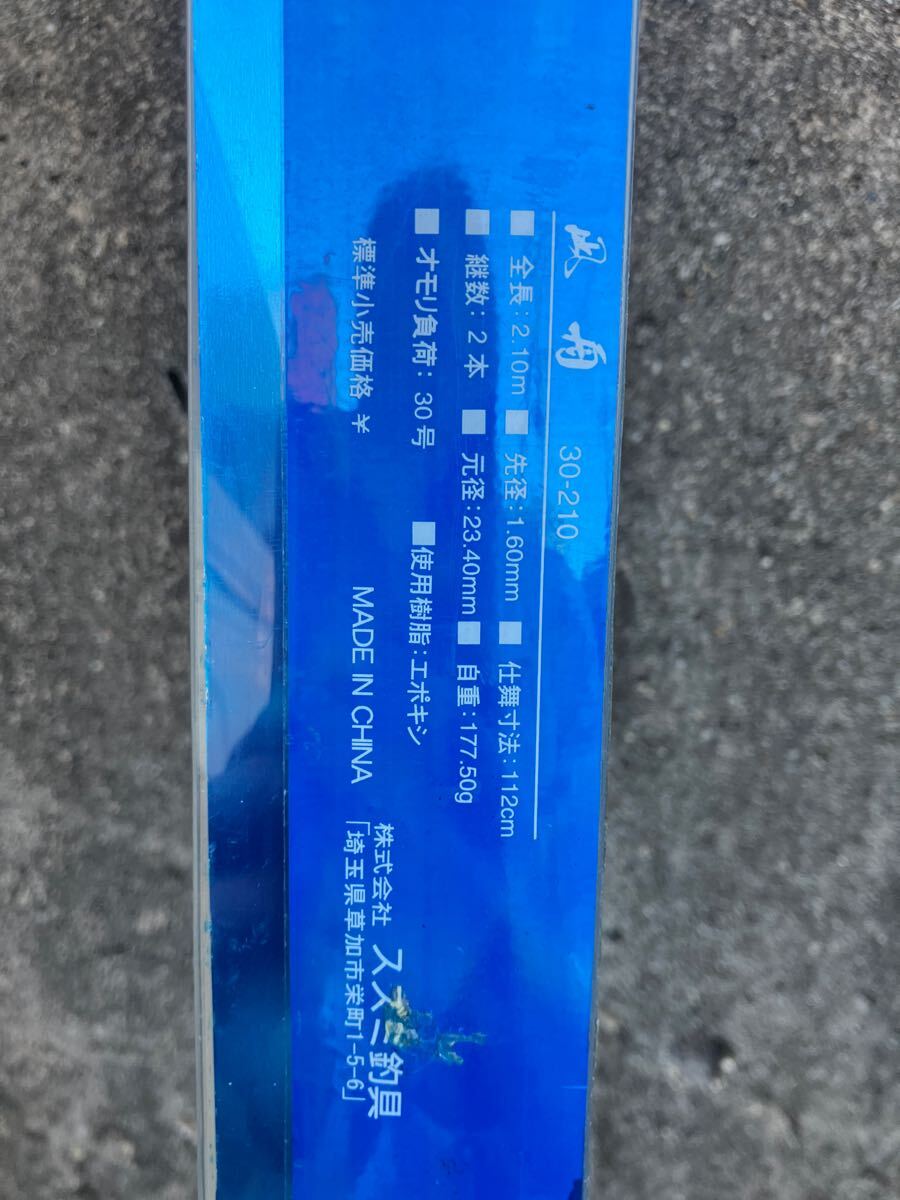 風雨 30-210
■全長:2.10m ■先径:1.60mm ■仕舞寸法:112cm
■継数:2本 ■元径:23.40mm ■自重:177.50g
■オモリ負荷:30号 ■使用樹脂:エポキシ
標準小売価格 ¥ MADE IN CHINA
株式会社 スズミ釣具
「埼玉県草加市栄町1-5-6」